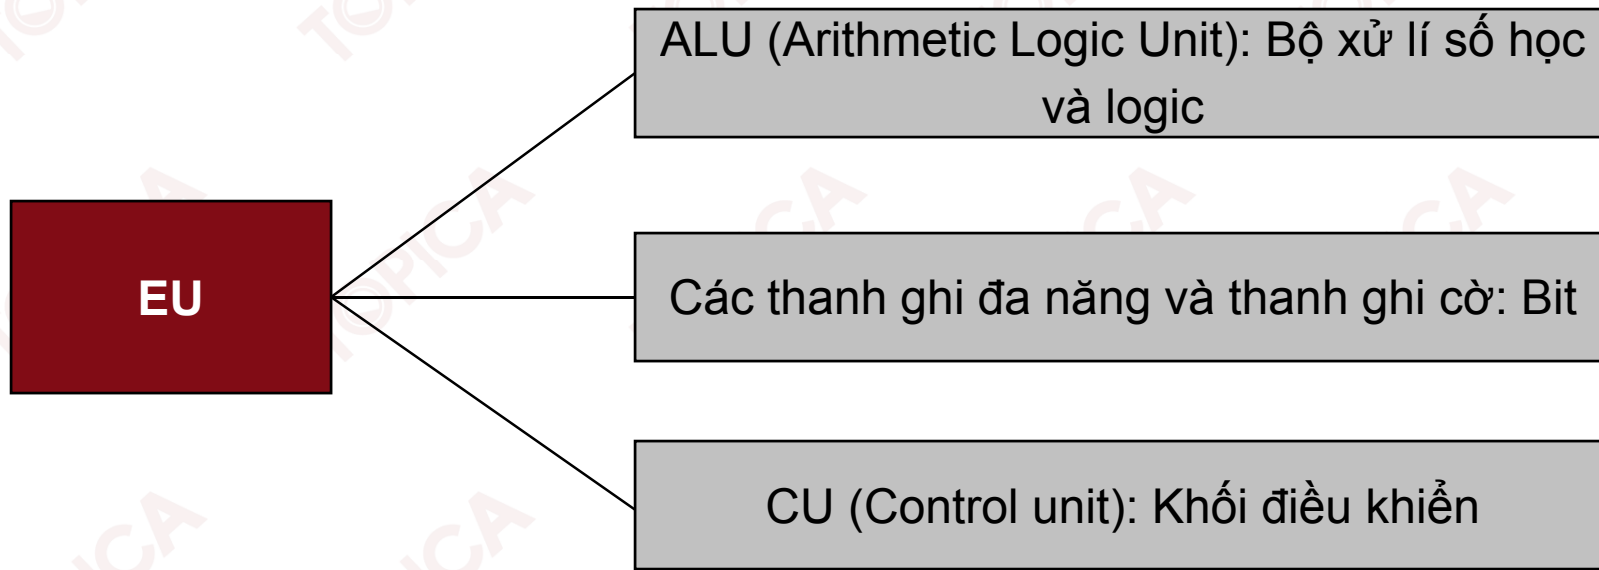 ALU (Arithmetic Logic Unit): Bộ xử lí số học
và logic
EU
Các thanh ghi đa năng và thanh ghi cờ: Bit
CU (Control unit): Khối điều khiển
TOPICA